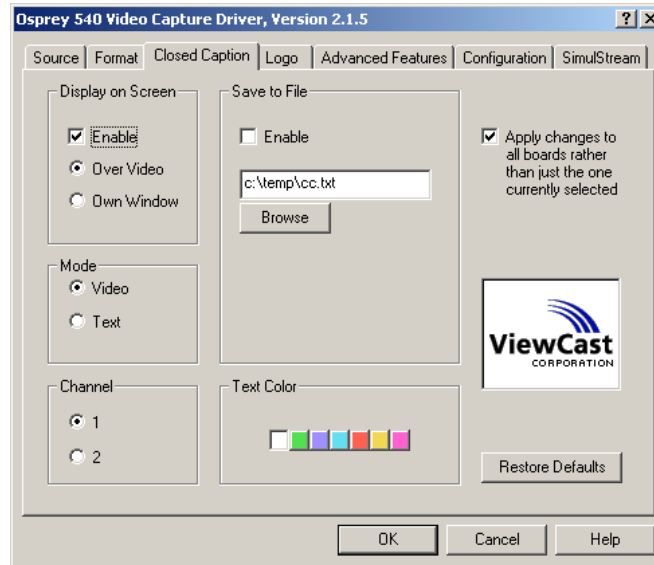 Osprey 540 Video Capture Driver, Version 2.1.5
Source
Format
Closed Caption
Logo
Advanced Features
Configuration
SimulStream
Display on Screen
Enable
Over Video
Own Window
Save to File
Enable
c:\temp\cc.txt
Browse
Apply changes to
all boards rather
than just the one
currently selected
Mode
Video
Text
ViewCast
CORPORATION
Channel
1
2
Text Color
Restore Defaults
OK
Cancel
Help